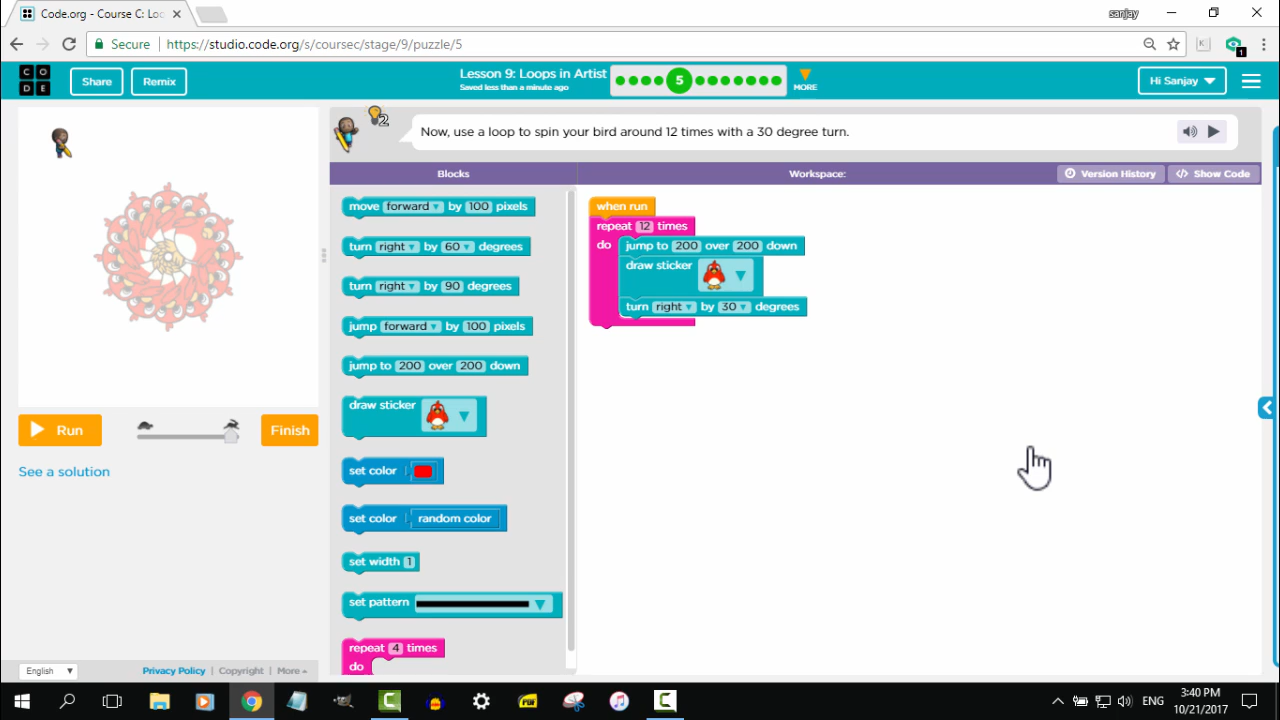 Code.org - Course C: Loo
sanjay
Secure
https://studio.code.org/s/coursec/stage/9/puzzle/5
1
C O
D E
Share
Remix
Lesson 9: Loops in Artist
Saved less than a minute ago
5
MORE
Hi Sanjay
2
Now, use a loop to spin your bird around 12 times with a 30 degree turn.
Blocks
Workspace:
Version History
</> Show Code
move forward by 100 pixels
turn right by 60 degrees
turn right by 90 degrees
jump forward by 100 pixels
jump to 200 over 200 down
draw sticker
set color
set color random color
set width 1
set pattern
repeat 4 times
do
when run
repeat 12 times
do
jump to 200 over 200 down
draw sticker
turn right by 30 degrees
Run
Finish
See a solution
English
Privacy Policy
Copyright
More
ENG
3:40 PM
10/21/2017